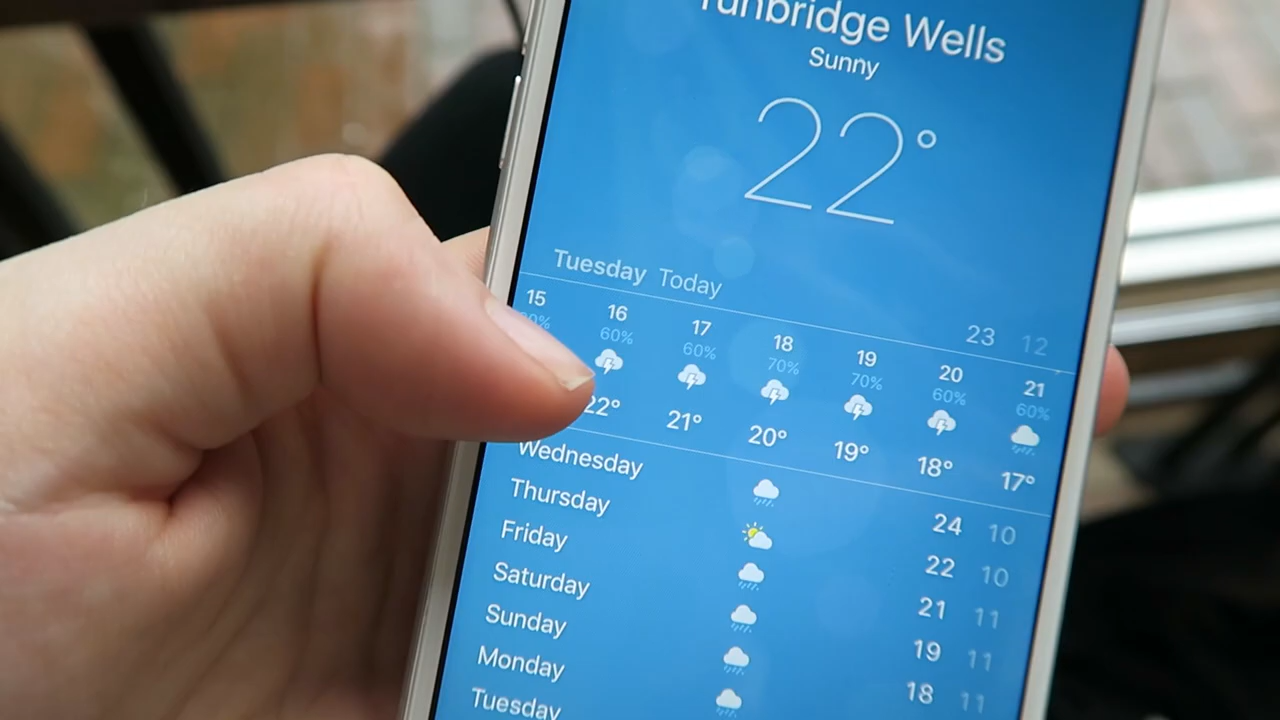 Tunbridge Wells
Sunny
22°
Tuesday Today 23 12
15 16 17 18 19 20 21
60% 60% 70% 70% 60% 60%
22° 21° 20° 19° 18° 17°
Wednesday 24 10
Thursday 22 10
Friday 21 11
Saturday 19 11
Sunday 18 11
Monday
Tuesday